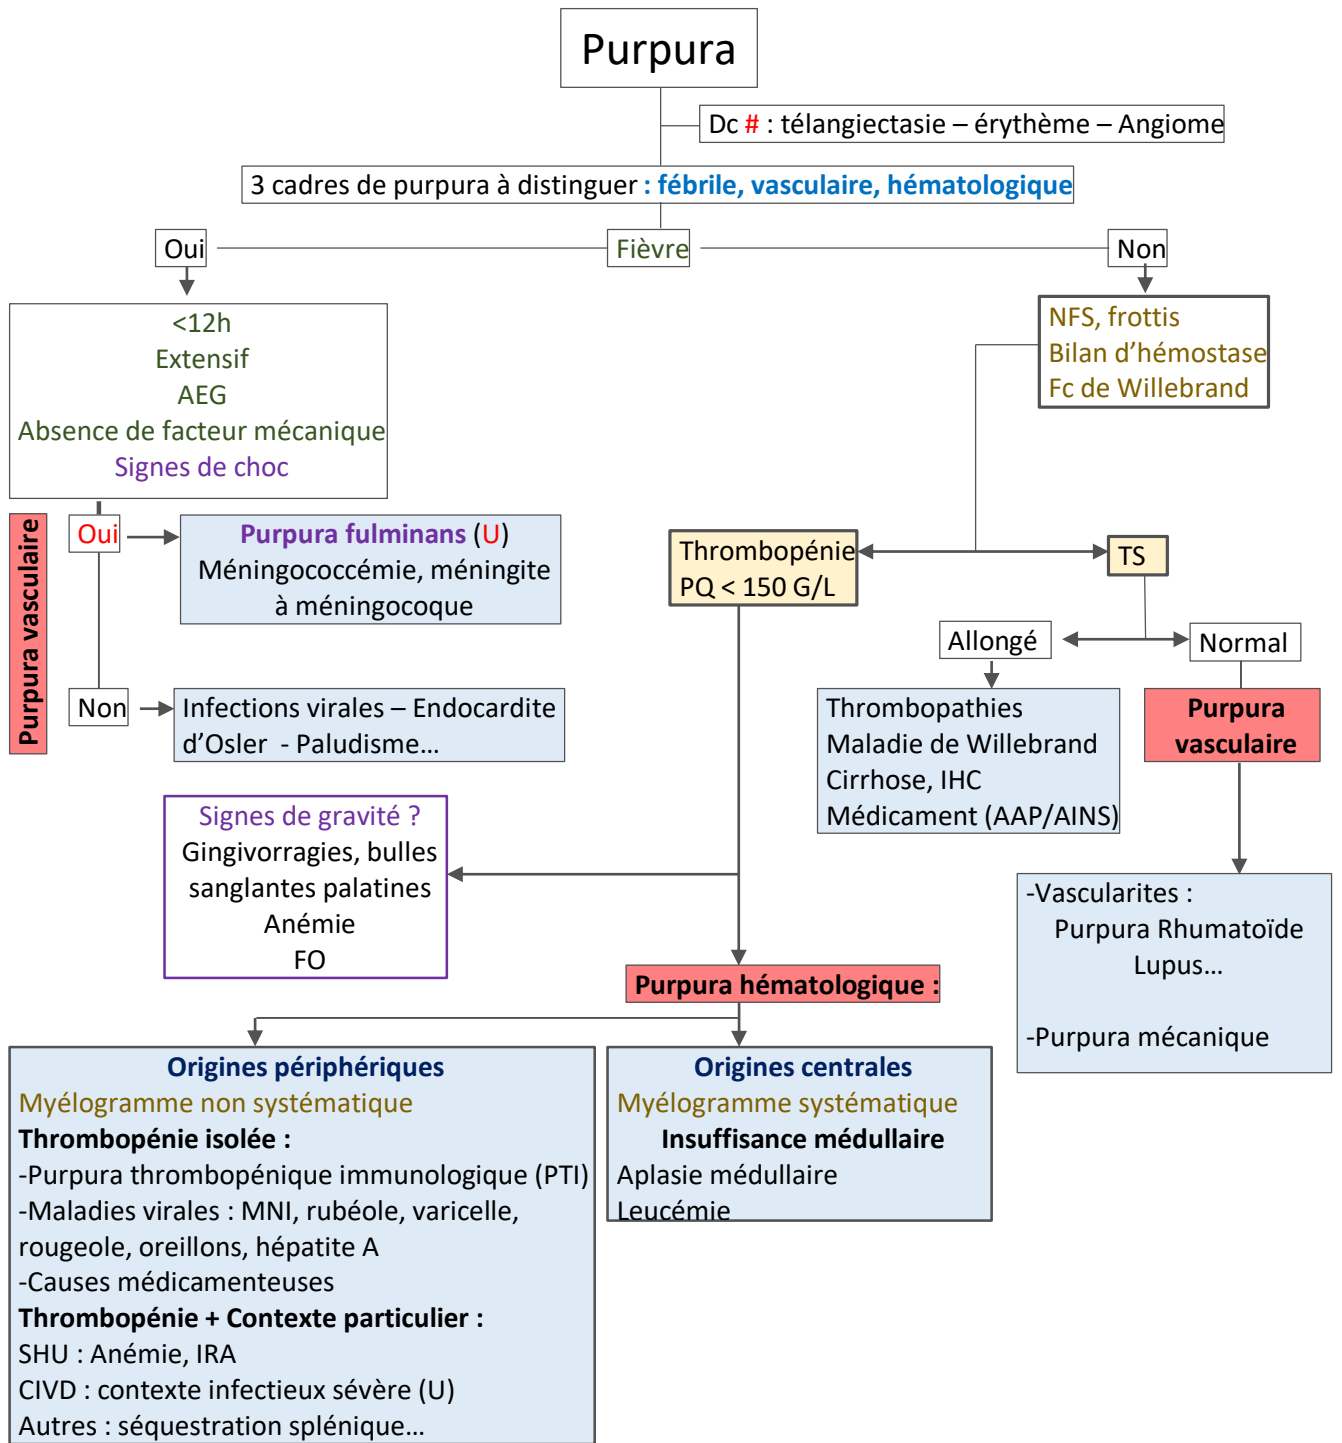 Purpura
Dc # : télangiectasie – érythème – Angiome
3 cadres de purpura à distinguer : fébrile, vasculaire, hématologique
Oui
Fièvre
Non
<12h
Extensif
AEG
Absence de facteur mécanique
Signes de choc
NFS, frottis
Bilan d’hémostase
Fc de Willebrand
Purpura vasculaire
Oui
Purpura fulminans (U)
Méningococcémie, méningite
à méningocoque
Non
Infections virales – Endocardite
d’Osler - Paludisme…
Thrombopénie
PQ < 150 G/L
TS
Allongé
Normal
Thrombopathies
Maladie de Willebrand
Cirrhose, IHC
Médicament (AAP/AINS)
Purpura
vasculaire
Signes de gravité ?
Gingivorragies, bulles
sanglantes palatines
Anémie
FO
-Vascularites :
Purpura Rhumatoïde
Lupus…
-Purpura mécanique
Purpura hématologique :
Origines périphériques
Myélogramme non systématique
Thrombopénie isolée :
-Purpura thrombopénique immunologique (PTI)
-Maladies virales : MNI, rubéole, varicelle,
rougeole, oreillons, hépatite A
-Causes médicamenteuses
Thrombopénie + Contexte particulier :
SHU : Anémie, IRA
CIVD : contexte infectieux sévère (U)
Autres : séquestration splénique…
Origines centrales
Myélogramme systématique
Insuffisance médullaire
Aplasie médullaire
Leucémie